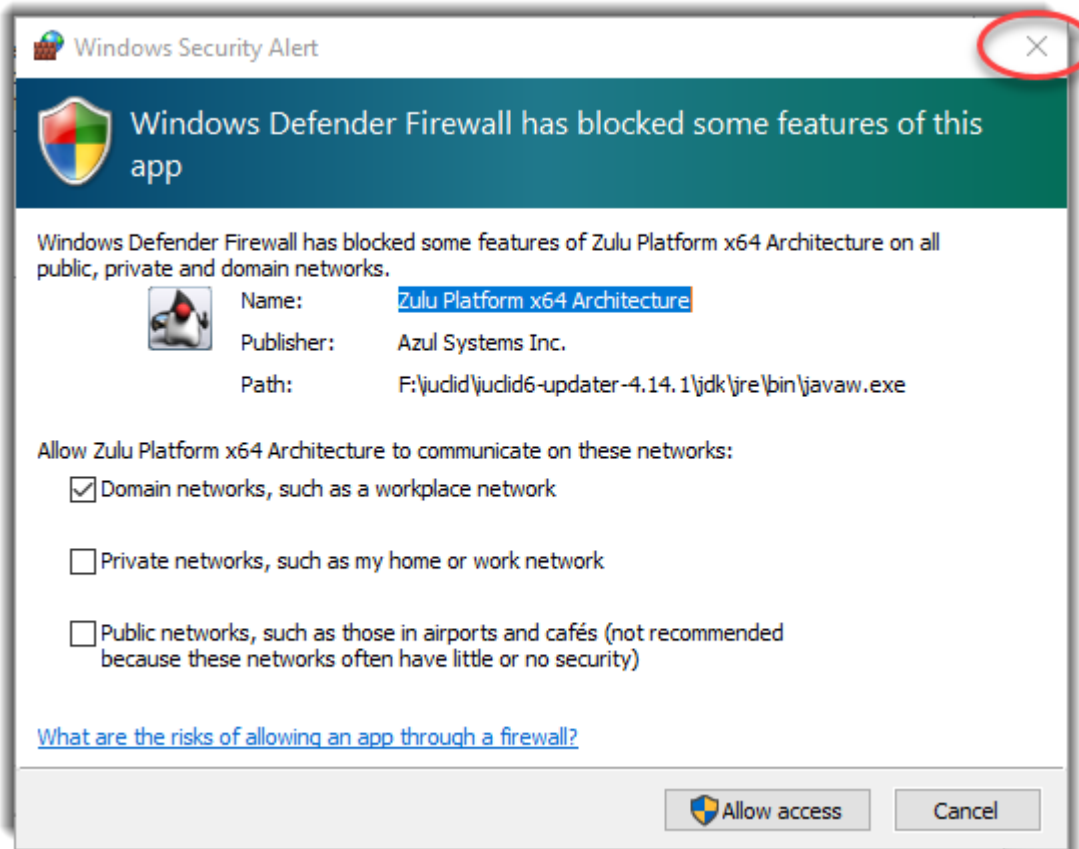 Windows Security Alert
Windows Defender Firewall has blocked some features of this
app
Windows Defender Firewall has blocked some features of Zulu Platform x64 Architecture on all
public, private and domain networks.
Name: Zulu Platform x64 Architecture
Publisher: Azul Systems Inc.
Path: F:\iuclid\iuclid6-updater-4.14.1\jdk\jre\bin\javaw.exe
Allow Zulu Platform x64 Architecture to communicate on these networks:
Domain networks, such as a workplace network
Private networks, such as my home or work network
Public networks, such as those in airports and cafés (not recommended
because these networks often have little or no security)
What are the risks of allowing an app through a firewall?
Allow access Cancel